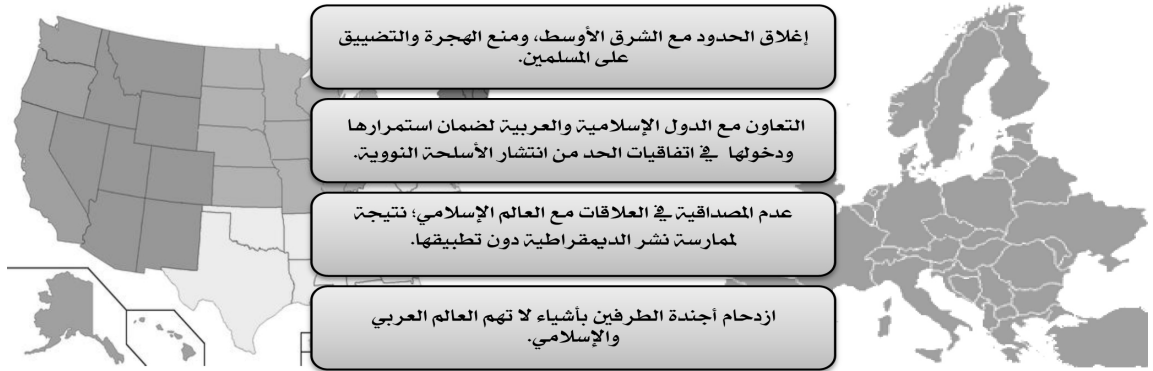 إغلاق الحدود مع الشرق الأوسط، ومنع الهجرة والتضييق
على المسلمين.
التعاون مع الدول الإسلامية والعربية لضمان استمرارها
ودخولها في اتفاقيات الحد من انتشار الأسلحة النووية.
عدم المصداقية في العلاقات مع العالم الإسلامي؛ نتيجة
لممارسة نشر الديمقراطية دون تطبيقها.
ازدحام أجندة الطرفين بأشياء لا تهم العالم العربي
والإسلامي.